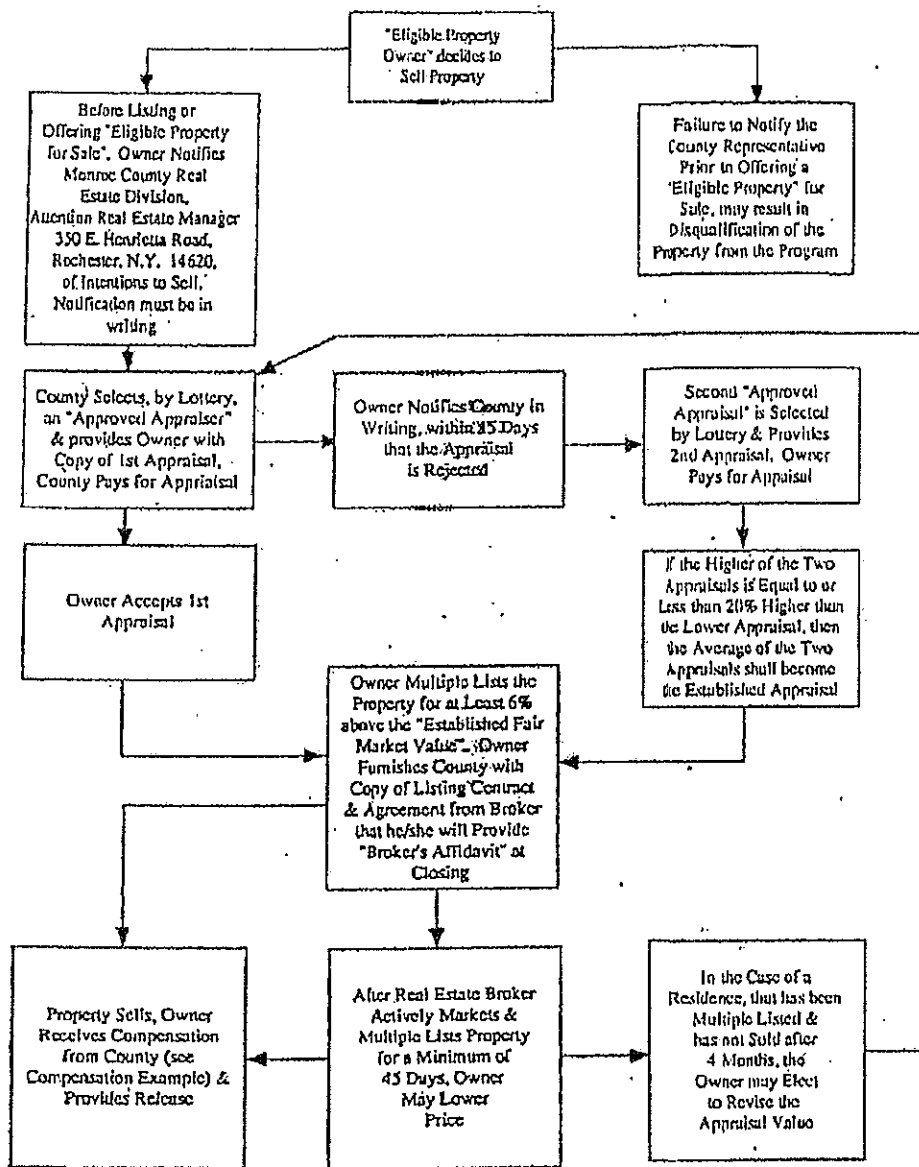 "Eligible Property
Owner" decides to
Sell Property
Before Listing or
Offering "Eligible Property
for Sale", Owner Notifies
Monroe County Real
Estate Division,
Attention Real Estate Manager
350 E. Henrietta Road,
Rochester, N.Y. 14620,
of Intentions to Sell,
Notification must be in
writing
Failure to Notify the
County Representative
Prior to Offering a
"Eligible Property" for
Sale, may result in
Disqualification of the
Property from the Program
County Selects, by Lottery,
an "Approved Appraiser"
& provides Owner with
Copy of 1st Appraisal,
County Pays for Appriaisal
Owner Notifies County In
Writing, within Days
that the Appraisal
is Rejected
Second "Approved
Appraisal" is Selected
by Lottery & Provides
2nd Appraisal, Owner
Pays for Appaisal
Owner Accepts 1st
Appraisal
If the Higher of the Two
Appraisals is Equal to or
Less than 20% Higher than
the Lower Appraisal, then
the Average of the Two
Appraisals shall become
the Established Appraisal
Owner Multiple Lists the
Property for at Least 6%
above the "Established Fair
Market Value" Owner
Furnishes County with
Copy of Listing Contract
& Agreement from Broker
that he/she will Provide
"Broker's Affidavit" at
Closing
Property Sells, Owner
Receives Compensation
from County (see
Compensation Example) &
Provides Release
After Real Estate Broker
Actively Markets &
Multiple Lists Property
for a Minimum of
45 Days, Owner
May Lower
Price
In the Case of a
Residence, that has been
Multiple Listed &
has not Sold after
4 Months, the
Owner may Elect
to Revise the
Appraisal Value